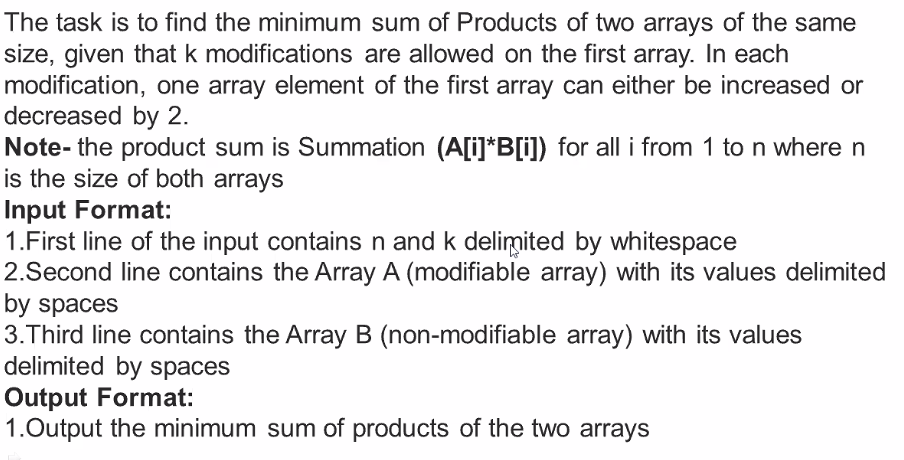 The task is to find the minimum sum of Products of two arrays of the same
size, given that k modifications are allowed on the first array. In each
modification, one array element of the first array can either be increased or
decreased by 2.
Note- the product sum is Summation (A[i]*B[i]) for all i from 1 to n where n
is the size of both arrays
Input Format:
1.First line of the input contains n and k delimited by whitespace
2.Second line contains the Array A (modifiable array) with its values delimited
by spaces
3.Third line contains the Array B (non-modifiable array) with its values
delimited by spaces
Output Format:
1.Output the minimum sum of products of the two arrays